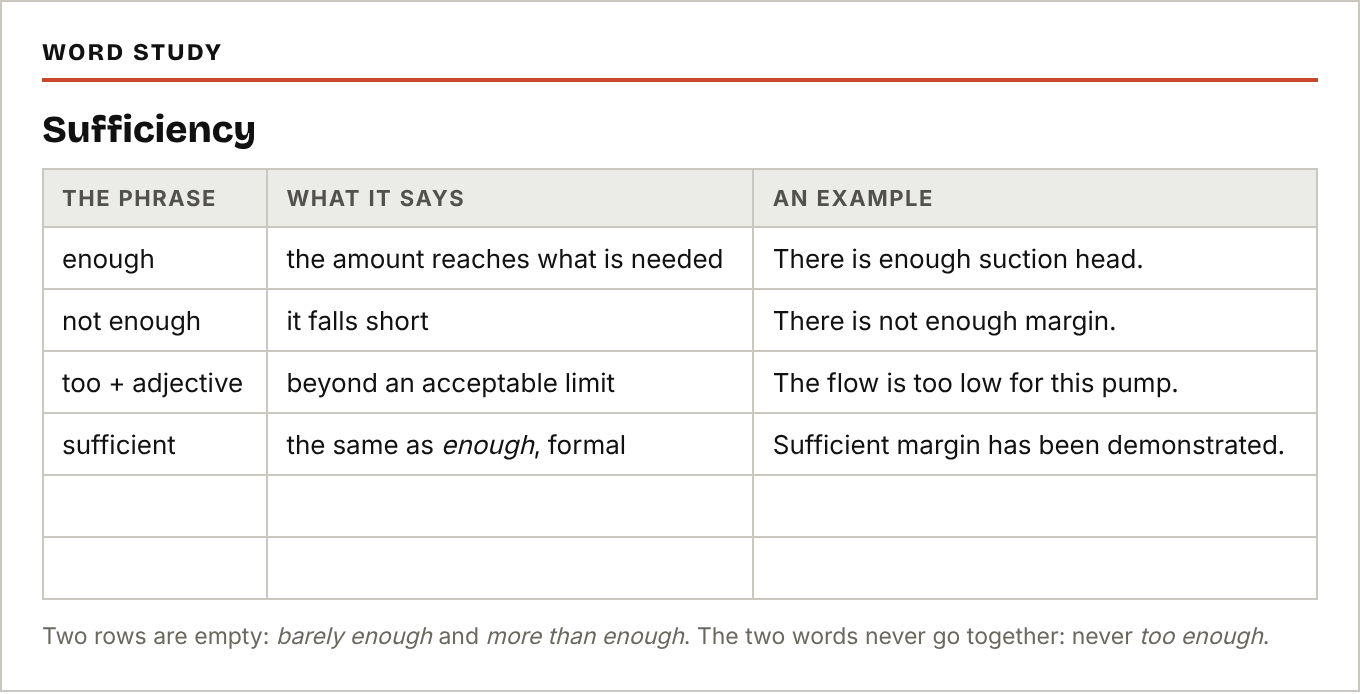 WORD STUDY
Sufficiency
THE PHRASE WHAT IT SAYS AN EXAMPLE
enough the amount reaches what is needed There is enough suction head.
not enough it falls short There is not enough margin.
too + adjective beyond an acceptable limit The flow is too low for this pump.
sufficient the same as enough, formal Sufficient margin has been demonstrated.
Two rows are empty: barely enough and more than enough. The two words never go together: never too enough.